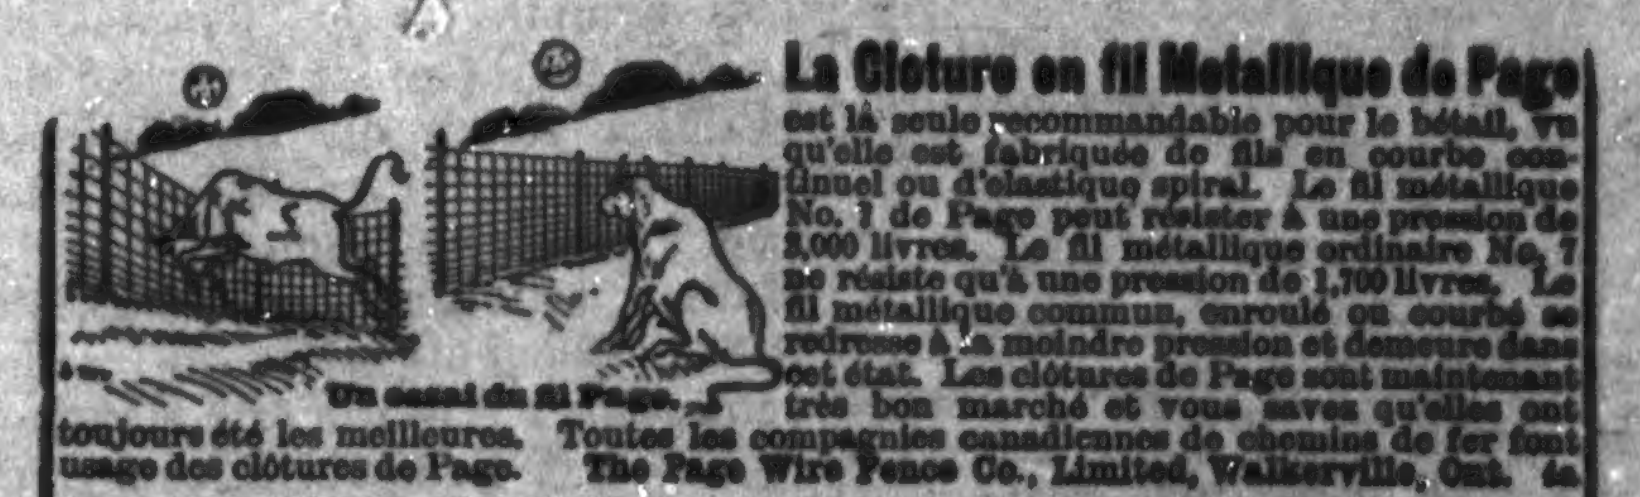 La Cloture en fil Metallique de Page
est là seule recommandable pour le bétail, vu
qu'elle est fabriquée de fils en courbe con-
tinuel ou d'elastique spiral. Le fil métallique
No. 7 de Page peut résister à une pression de
3,000 livres. Le fil métallique ordinaire No. 7
ne résiste qu'à une pression de 1,700 livres. Le
fil métallique commun, enroulé ou courbé se
redresse à la moindre pression et demeure dans
cet état. Les clôtures de Page sont maintenant
très bon marché et vous savez qu'elles ont
Un essai du fil Page.
toujours été les meilleures. Toutes les compagnies canadiennes de chemins de fer font
usage des clôtures de Page. The Page Wire Fence Co., Limited, Walkerville, Ont.